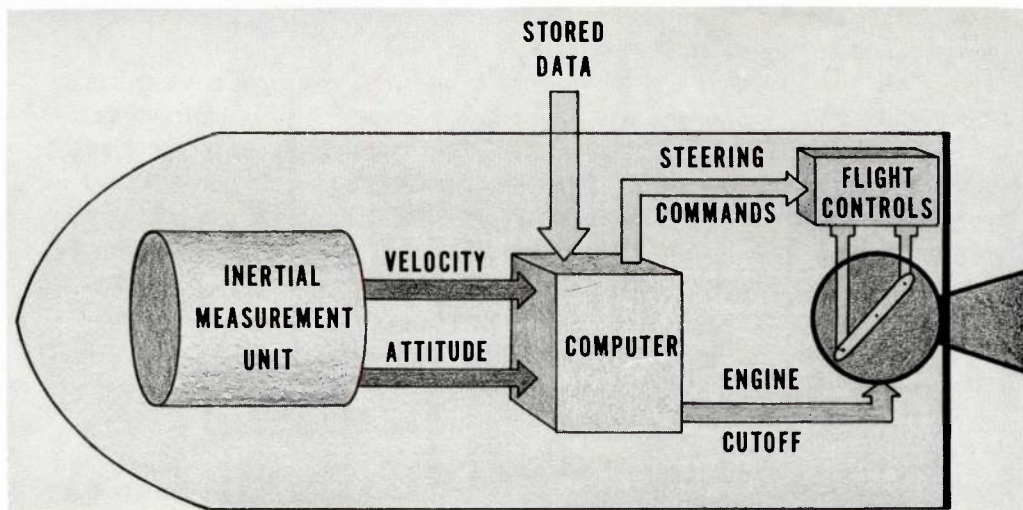 STORED
DATA
STEERING
COMMANDS
FLIGHT
CONTROLS
INERTIAL
MEASUREMENT
UNIT
VELOCITY
ATTITUDE
COMPUTER
ENGINE
CUTOFF